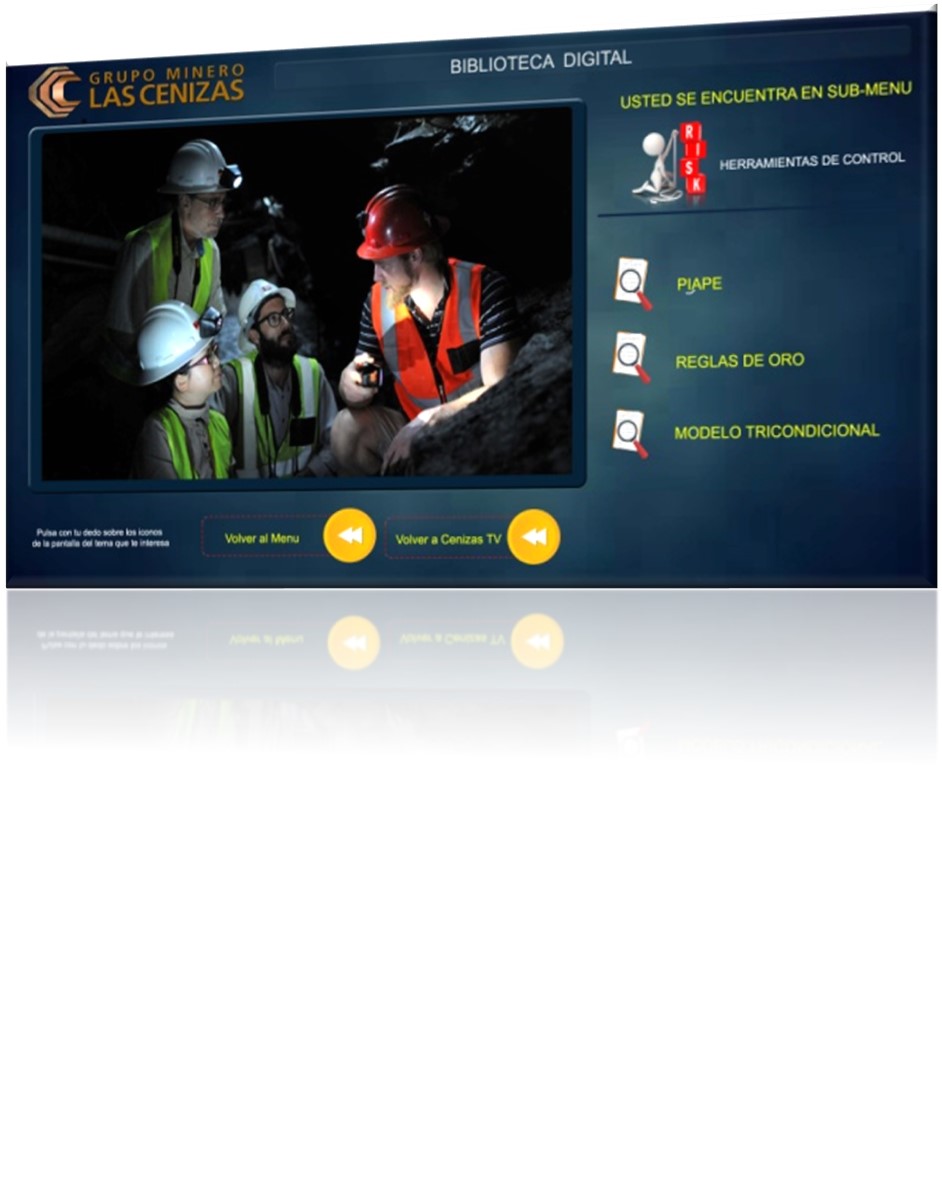 GRUPO MINERO
LAS CENIZAS
BIBLIOTECA DIGITAL
USTED SE ENCUENTRA EN SUB-MENU
RISK
HERRAMIENTAS DE CONTROL
PIAPE
REGLAS DE ORO
MODELO TRICONDICIONAL
Pulsa con tu dedo sobre los iconos
de la pantalla del tema que te interesa
Volver al Menu
Volver a Cenizas TV